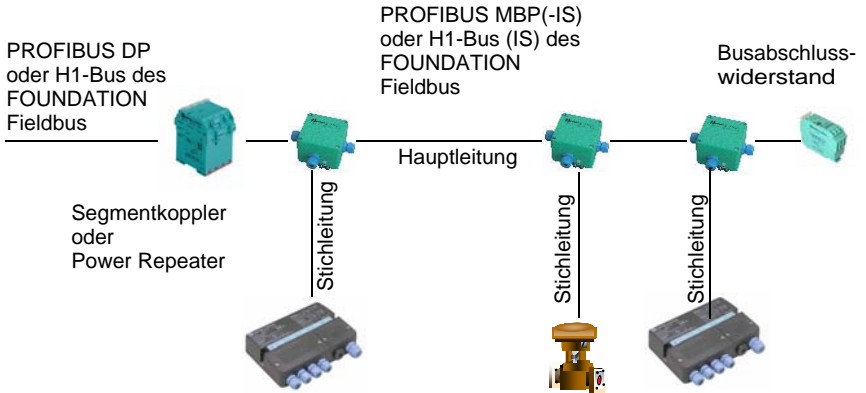 PROFIBUS DP
oder H1-Bus des
FOUNDATION
Fieldbus
PROFIBUS MBP(-IS)
oder H1-Bus (IS) des
FOUNDATION
Fieldbus
Busabschluss-
widerstand
Hauptleitung
Segmentkoppler
oder
Power Repeater
Stichleitung
Stichleitung
Stichleitung